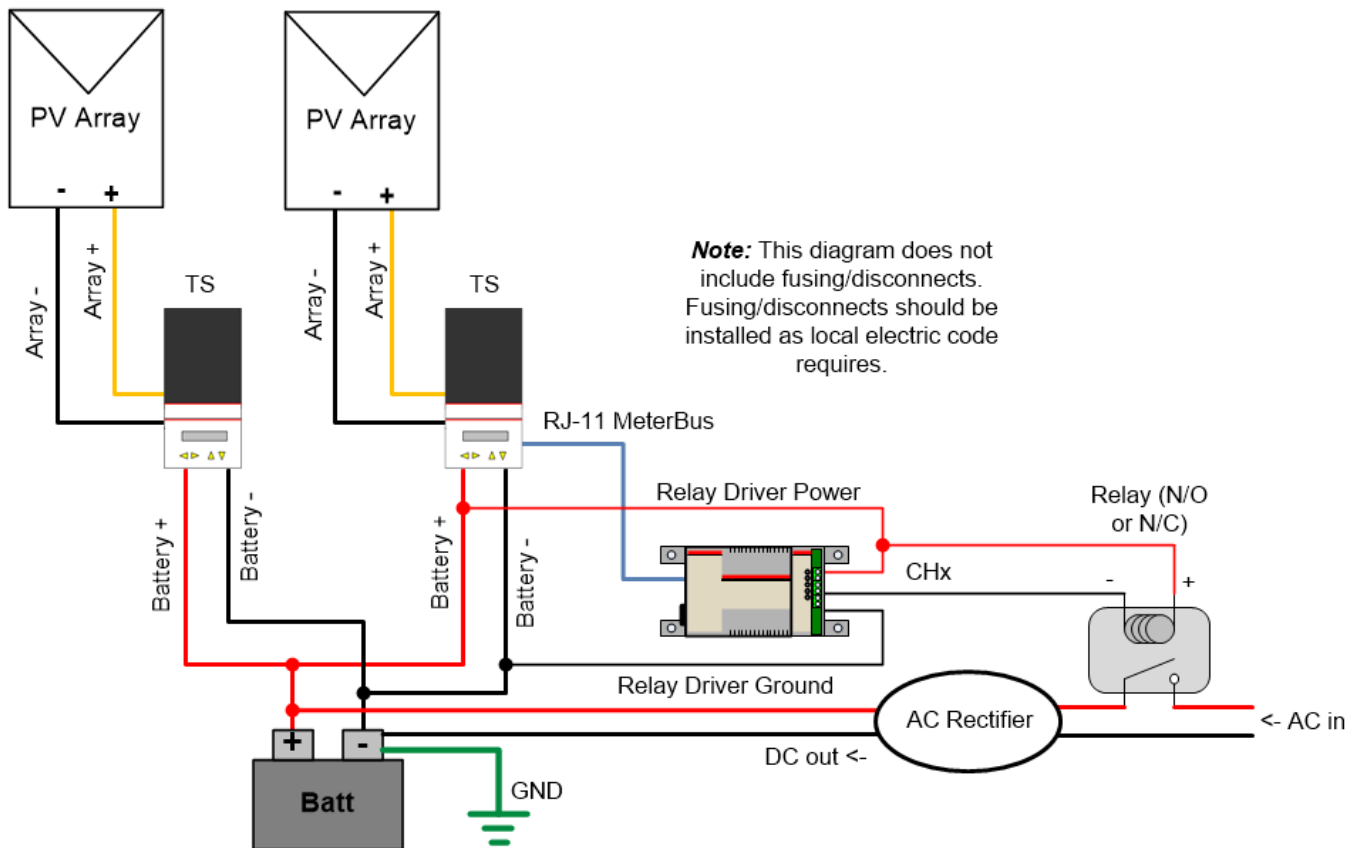 PV Array
- +
PV Array
- +
Array -
Array +
Array -
Array +
TS
TS
Note: This diagram does not
include fusing/disconnects.
Fusing/disconnects should be
installed as local electric code
requires.
RJ-11 MeterBus
Relay Driver Power
Relay (N/O
or N/C)
CHx
- +
Battery +
Battery -
Battery +
Battery -
Relay Driver Ground
AC Rectifier
<- AC in
DC out <-
+ -
Batt
GND